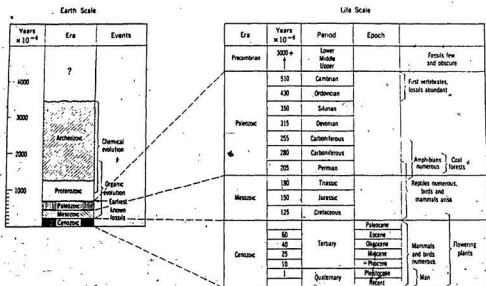 Earth Scale
Years
×10⁻⁶
Era
Events
4000
3000
2000
1000
?
Archeozoic
Proterozoic
Paleozoic
Mesozoic
Cenozoic
Chemical
evolution
Organic
evolution
Earliest
known
fossils
Life Scale
Era
Years
×10⁻⁶
Period
Epoch
Precambrian
3000+
Lower
Middle
Upper
Fossils few
and obscure
Paleozoic
510 Cambrian
430 Ordovician
350 Silurian
315 Devonian
255 Carboniferous
280 Carboniferous
205 Permian
First vertebrates,
fossils abundant
Amphibians
numerous
Coal
forests
Mesozoic
180 Triassic
150 Jurassic
125 Cretaceous
Reptiles numerous,
birds and
mammals arise
Cenozoic
Tertiary
Paleocene
60 Eocene
40 Oligocene
25 Miocene
10 Pliocene
1 Quaternary
Pleistocene
Recent
Mammals
and birds
numerous
Man
Flowering
plants